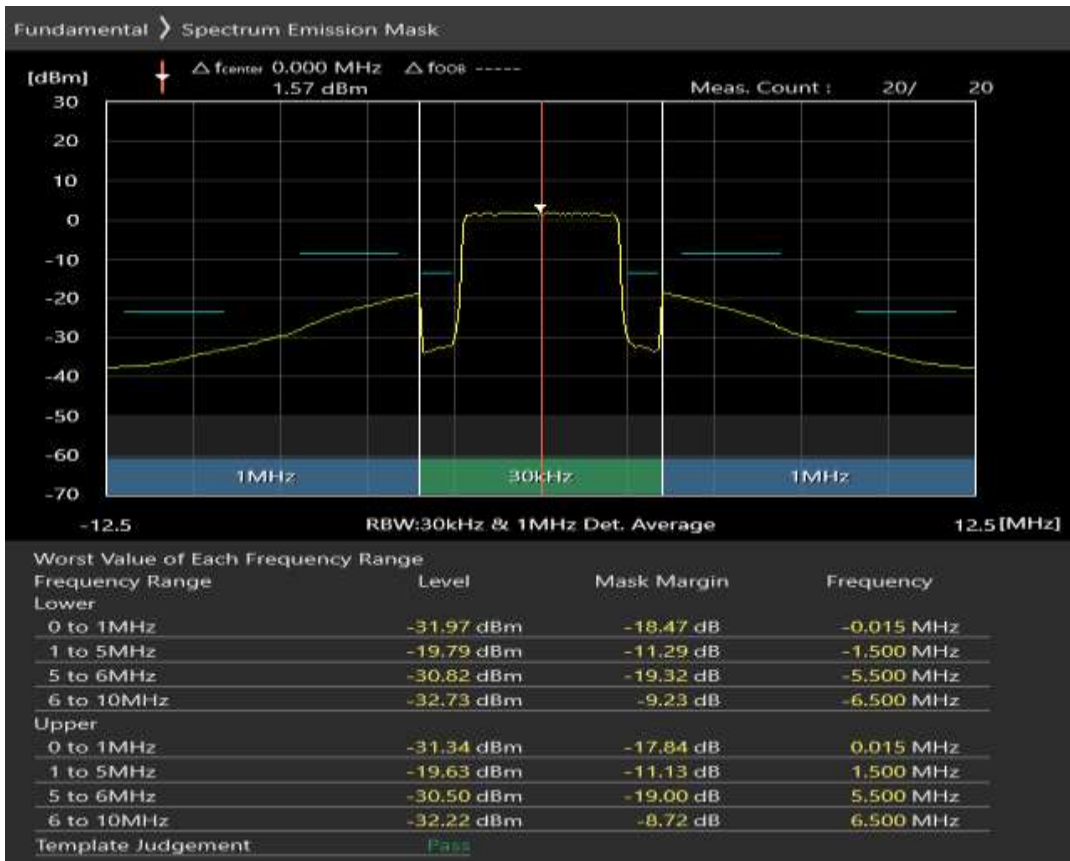 Fundamental 》 Spectrum Emission Mask
[dBm] △ fcenter 0.000 MHz △ fOOB -----
1.57 dBm Meas. Count : 20/ 20
30
20
10
0
-10
-20
-30
-40
-50
-60
-70
1MHz 30kHz 1MHz
-12.5 RBW:30kHz & 1MHz Det. Average 12.5 [MHz]
Worst Value of Each Frequency Range
Frequency Range Level Mask Margin Frequency
Lower
0 to 1MHz -31.97 dBm -18.47 dB -0.015 MHz
1 to 5MHz -19.79 dBm -11.29 dB -1.500 MHz
5 to 6MHz -30.82 dBm -19.32 dB -5.500 MHz
6 to 10MHz -32.73 dBm -9.23 dB -6.500 MHz
Upper
0 to 1MHz -31.34 dBm -17.84 dB 0.015 MHz
1 to 5MHz -19.63 dBm -11.13 dB 1.500 MHz
5 to 6MHz -30.50 dBm -19.00 dB 5.500 MHz
6 to 10MHz -32.22 dBm -8.72 dB 6.500 MHz
Template Judgement Pass